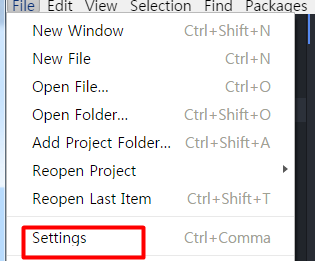 File Edit View Selection Find Packages
New Window Ctrl+Shift+N
New File Ctrl+N
Open File... Ctrl+O
Open Folder... Ctrl+Shift+O
Add Project Folder... Ctrl+Shift+A
Reopen Project
Reopen Last Item Ctrl+Shift+T
Settings Ctrl+Comma